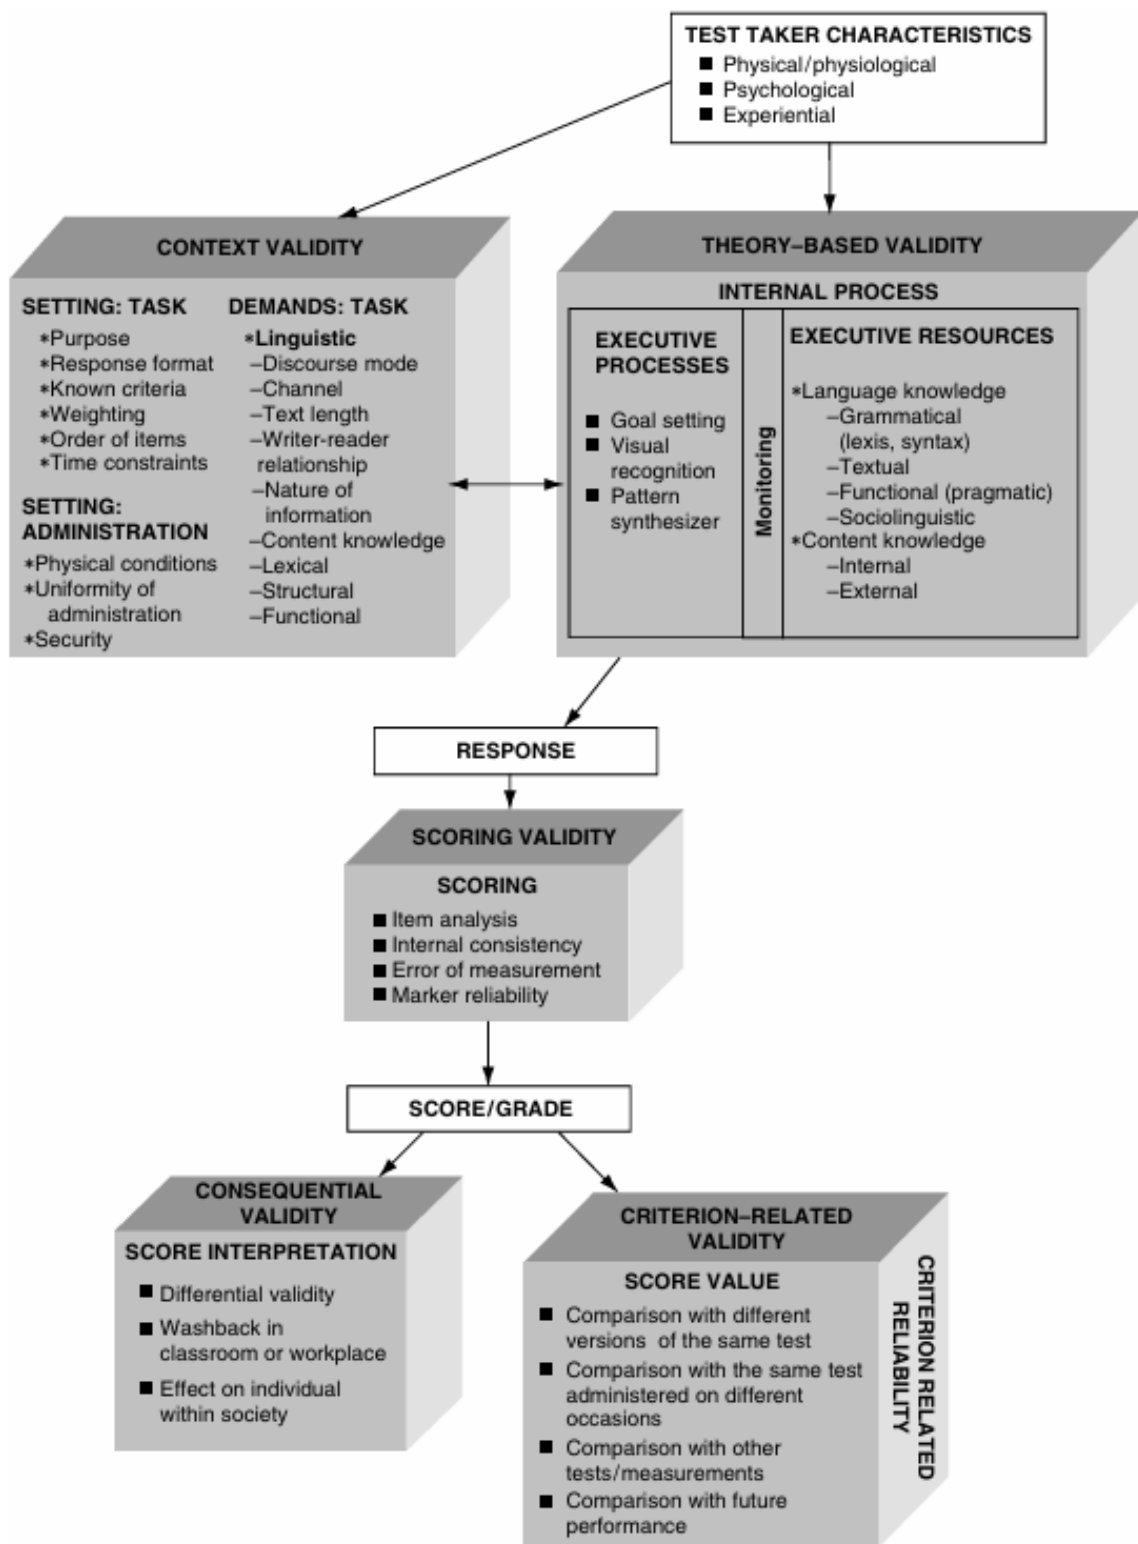 TEST TAKER CHARACTERISTICS
■ Physical/physiological
■ Psychological
■ Experiential
CONTEXT VALIDITY
SETTING: TASK
*Purpose
*Response format
*Known criteria
*Weighting
*Order of items
*Time constraints
SETTING:
ADMINISTRATION
*Physical conditions
*Uniformity of
administration
*Security
DEMANDS: TASK
*Linguistic
–Discourse mode
–Channel
–Text length
–Writer-reader
relationship
–Nature of
information
–Content knowledge
–Lexical
–Structural
–Functional
THEORY–BASED VALIDITY
INTERNAL PROCESS
EXECUTIVE
PROCESSES
■ Goal setting
■ Visual
recognition
■ Pattern
synthesizer
Monitoring
EXECUTIVE RESOURCES
*Language knowledge
–Grammatical
(lexis, syntax)
–Textual
–Functional (pragmatic)
–Sociolinguistic
*Content knowledge
–Internal
–External
RESPONSE
SCORING VALIDITY
SCORING
■ Item analysis
■ Internal consistency
■ Error of measurement
■ Marker reliability
SCORE/GRADE
CONSEQUENTIAL
VALIDITY
SCORE INTERPRETATION
■ Differential validity
■ Washback in
classroom or workplace
■ Effect on individual
within society
CRITERION–RELATED
VALIDITY
SCORE VALUE
■ Comparison with different
versions of the same test
■ Comparison with the same test
administered on different
occasions
■ Comparison with other
tests/measurements
■ Comparison with future
performance
CRITERION RELATED
RELIABILITY